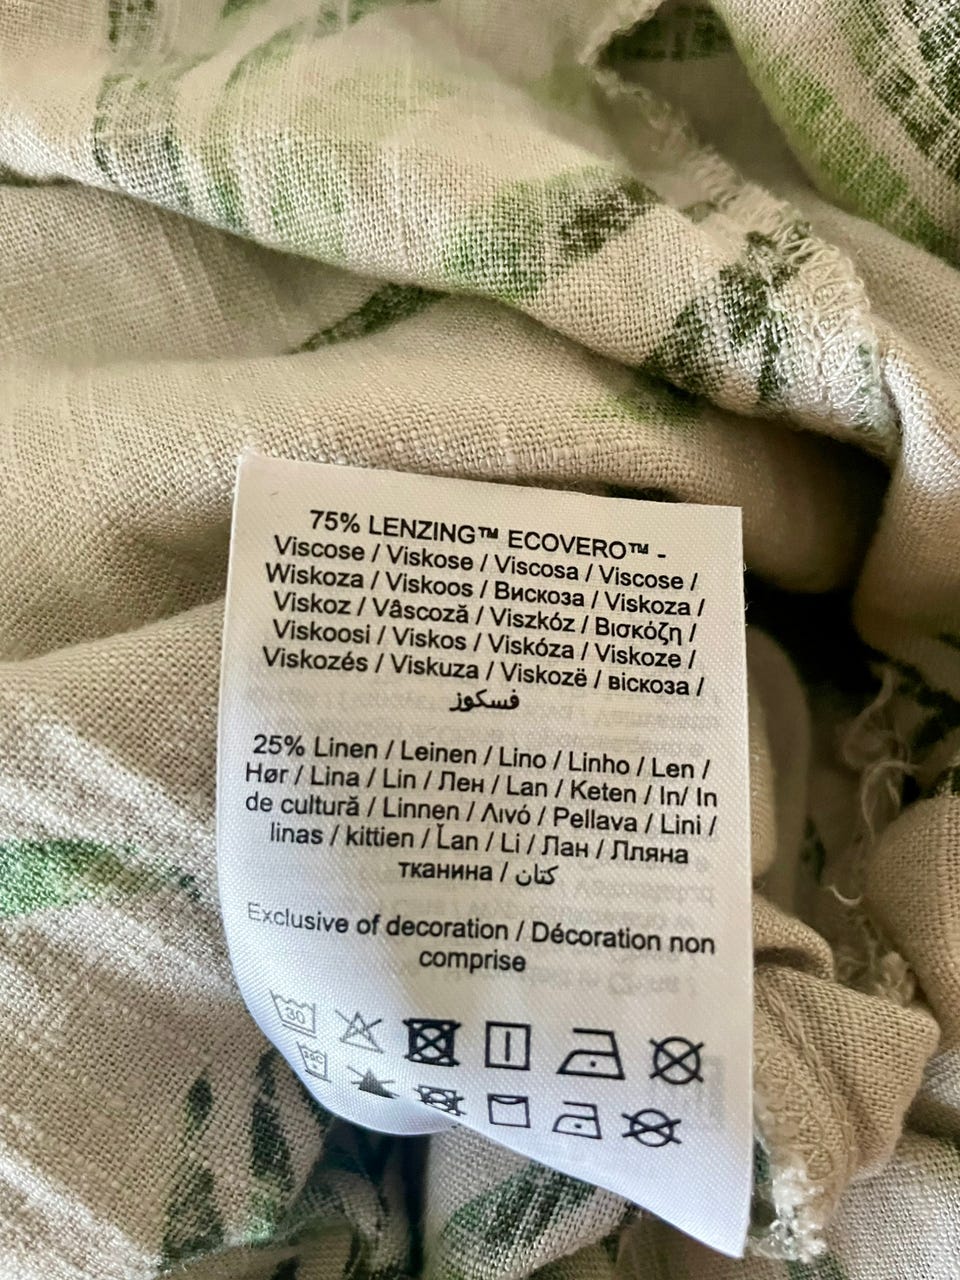 75% LENZING™ ECOVERO™ -
Viscose / Viskose / Viscosa / Viscose /
Wiskoza / Viskoos / Вискоза / Viskoza /
Viskoz / Vâscoză / Viszkóz / Βισκόζη /
Viskoosi / Viskos / Viskóza / Viskoze /
Viskozés / Viskuza / Viskozë / віскоза /
فسكوز
25% Linen / Leinen / Lino / Linho / Len /
Hør / Lina / Lin / Лен / Lan / Keten / In/ In
de cultură / Linnen / Λινό / Pellava / Lini /
linas / kittien / Ľan / Li / Лан / Лляна
тканина / كتان
Exclusive of decoration / Décoration non
comprise
30